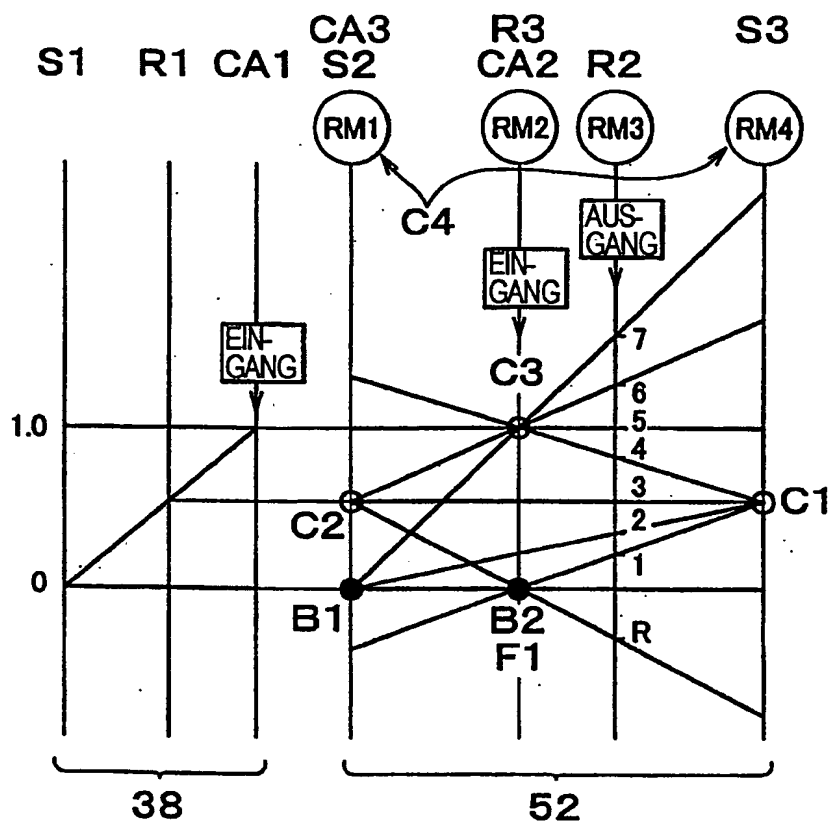 CA3 R3 S3
S1 R1 CA1 S2 CA2 R2
RM1 RM2 RM3 RM4
C4
AUS-
GANG
EIN-
GANG
EIN-
GANG
7
C3
6
1.0 5
4
3
C2 C1
2
1
0
B1 B2
R
F1
38 52